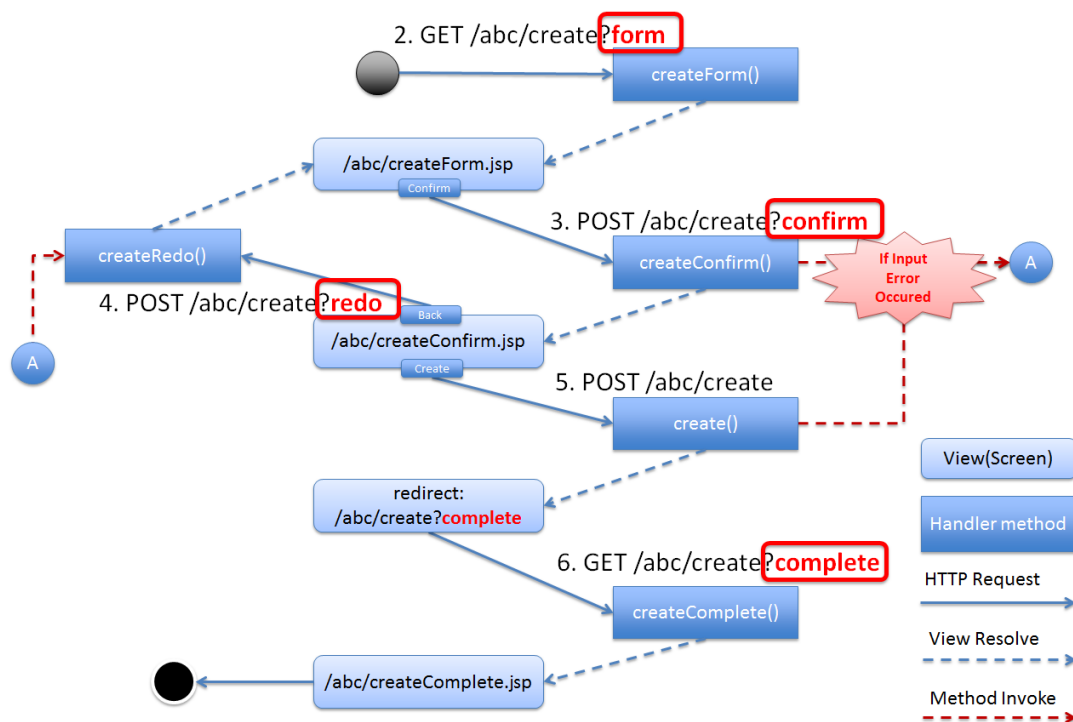 2. GET /abc/create?form
createForm()
/abc/createForm.jsp
Confirm
3. POST /abc/create?confirm
createRedo()
createConfirm()
If Input
Error
Occured
A
4. POST /abc/create?redo
Back
/abc/createConfirm.jsp
Create
A
5. POST /abc/create
create()
View(Screen)
redirect:
/abc/create?complete
Handler method
6. GET /abc/create?complete
HTTP Request
createComplete()
View Resolve
/abc/createComplete.jsp
Method Invoke